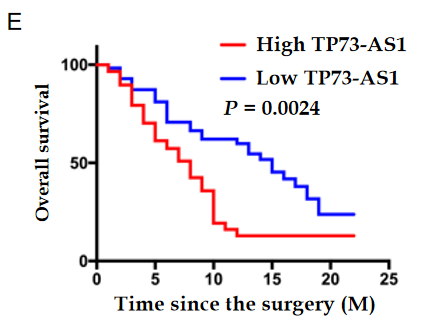 E
High TP73-AS1
Low TP73-AS1
P = 0.0024
Overall survival
100
50
0
0 5 10 15 20 25
Time since the surgery (M)